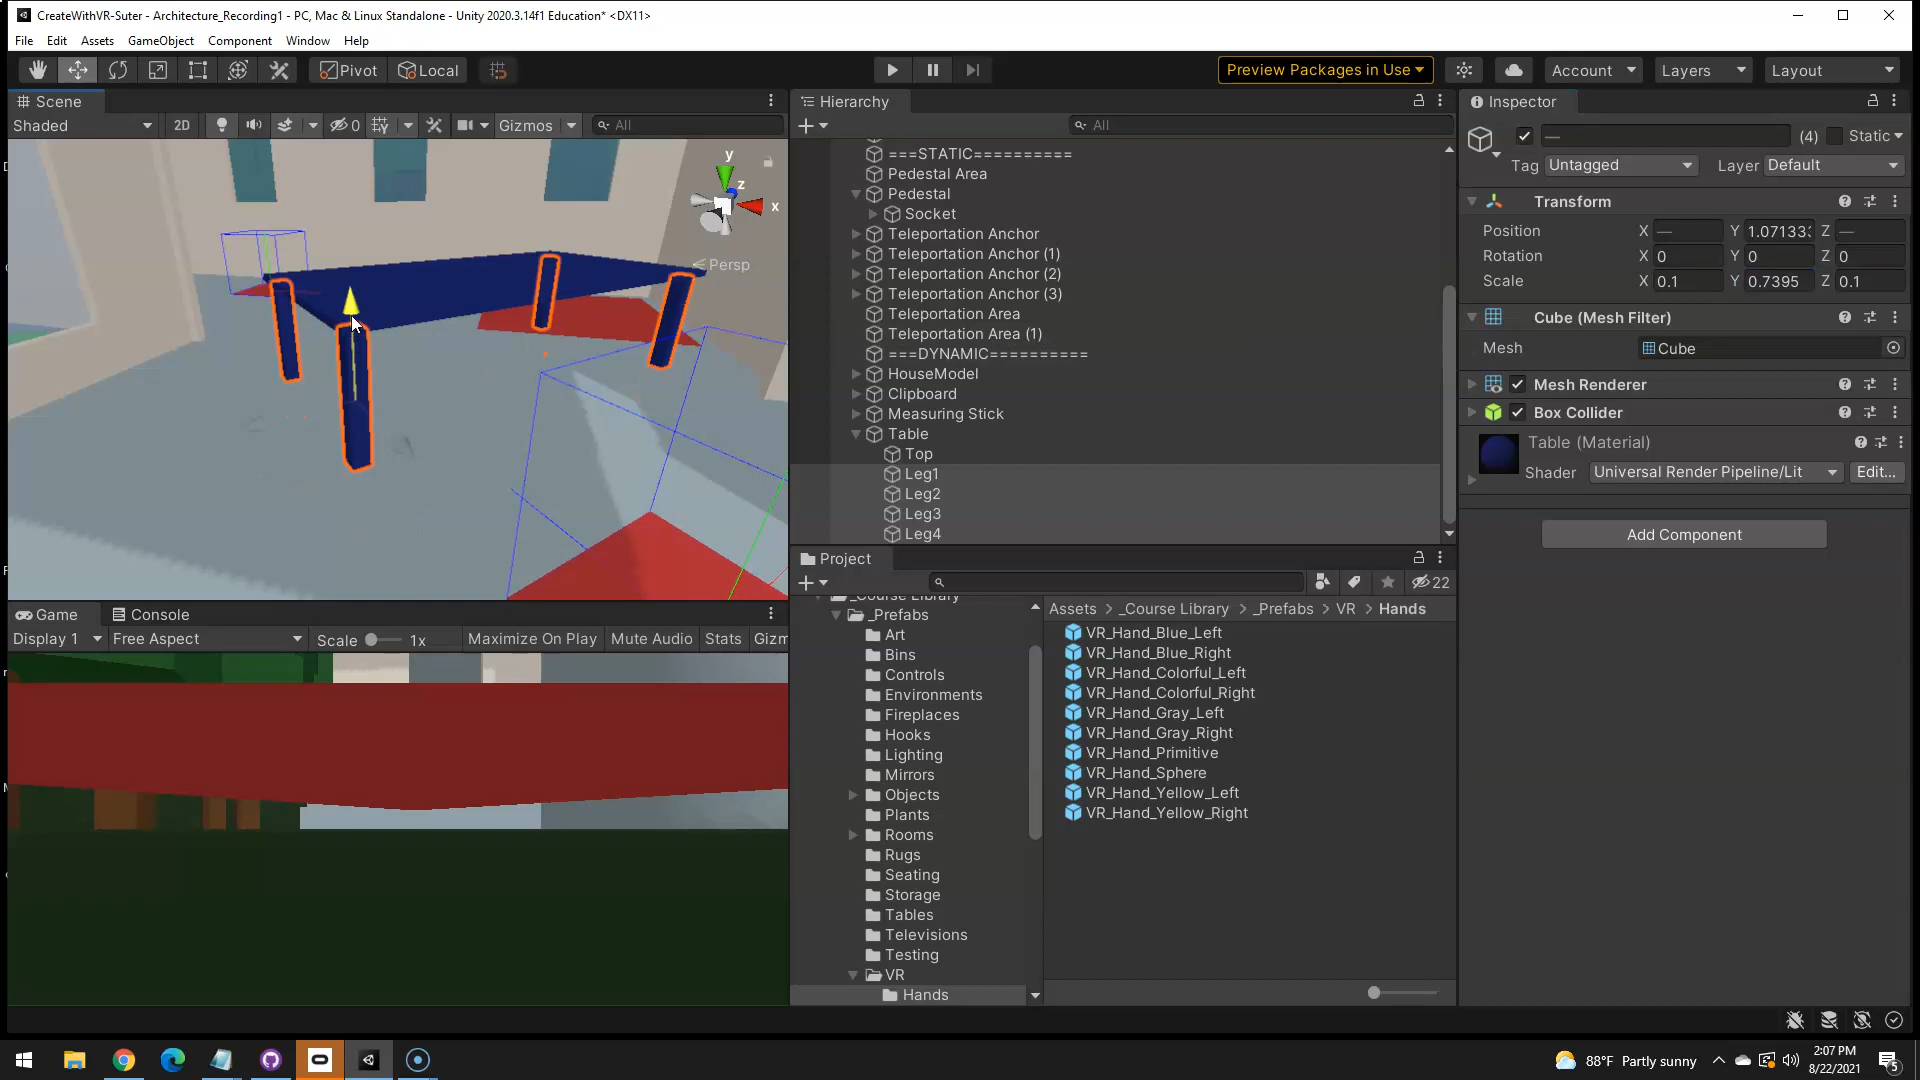 CreateWithVR-Suter - Architecture_Recording1 - PC, Mac & Linux Standalone - Unity 2020.3.14f1 Education* <DX11>
File Edit Assets GameObject Component Window Help
Pivot Local Preview Packages in Use Account Layers Layout
Scene
Shaded 2D 0 Gizmos All
y
z
x
Persp
Hierarchy
All
===STATIC==========
Pedestal Area
Pedestal
Socket
Teleportation Anchor
Teleportation Anchor (1)
Teleportation Anchor (2)
Teleportation Anchor (3)
Teleportation Area
Teleportation Area (1)
===DYNAMIC==========
HouseModel
Clipboard
Measuring Stick
Table
Top
Leg1
Leg2
Leg3
Leg4
Inspector
— (4) Static
Tag Untagged Layer Default
Transform
Position X — Y 1.07133 Z —
Rotation X 0 Y 0 Z 0
Scale X 0.1 Y 0.7395 Z 0.1
Cube (Mesh Filter)
Mesh Cube
Mesh Renderer
Box Collider
Table (Material)
Shader Universal Render Pipeline/Lit Edit...
Add Component
Game Console
Display 1 Free Aspect Scale 1x Maximize On Play Mute Audio Stats Gizm
Project
22
_Course Library
_Prefabs
Art
Bins
Controls
Environments
Fireplaces
Hooks
Lighting
Mirrors
Objects
Plants
Rooms
Rugs
Seating
Storage
Tables
Televisions
Testing
VR
Hands
Assets > _Course Library > _Prefabs > VR > Hands
VR_Hand_Blue_Left
VR_Hand_Blue_Right
VR_Hand_Colorful_Left
VR_Hand_Colorful_Right
VR_Hand_Gray_Left
VR_Hand_Gray_Right
VR_Hand_Primitive
VR_Hand_Sphere
VR_Hand_Yellow_Left
VR_Hand_Yellow_Right
88°F Partly sunny
2:07 PM
8/22/2021
5